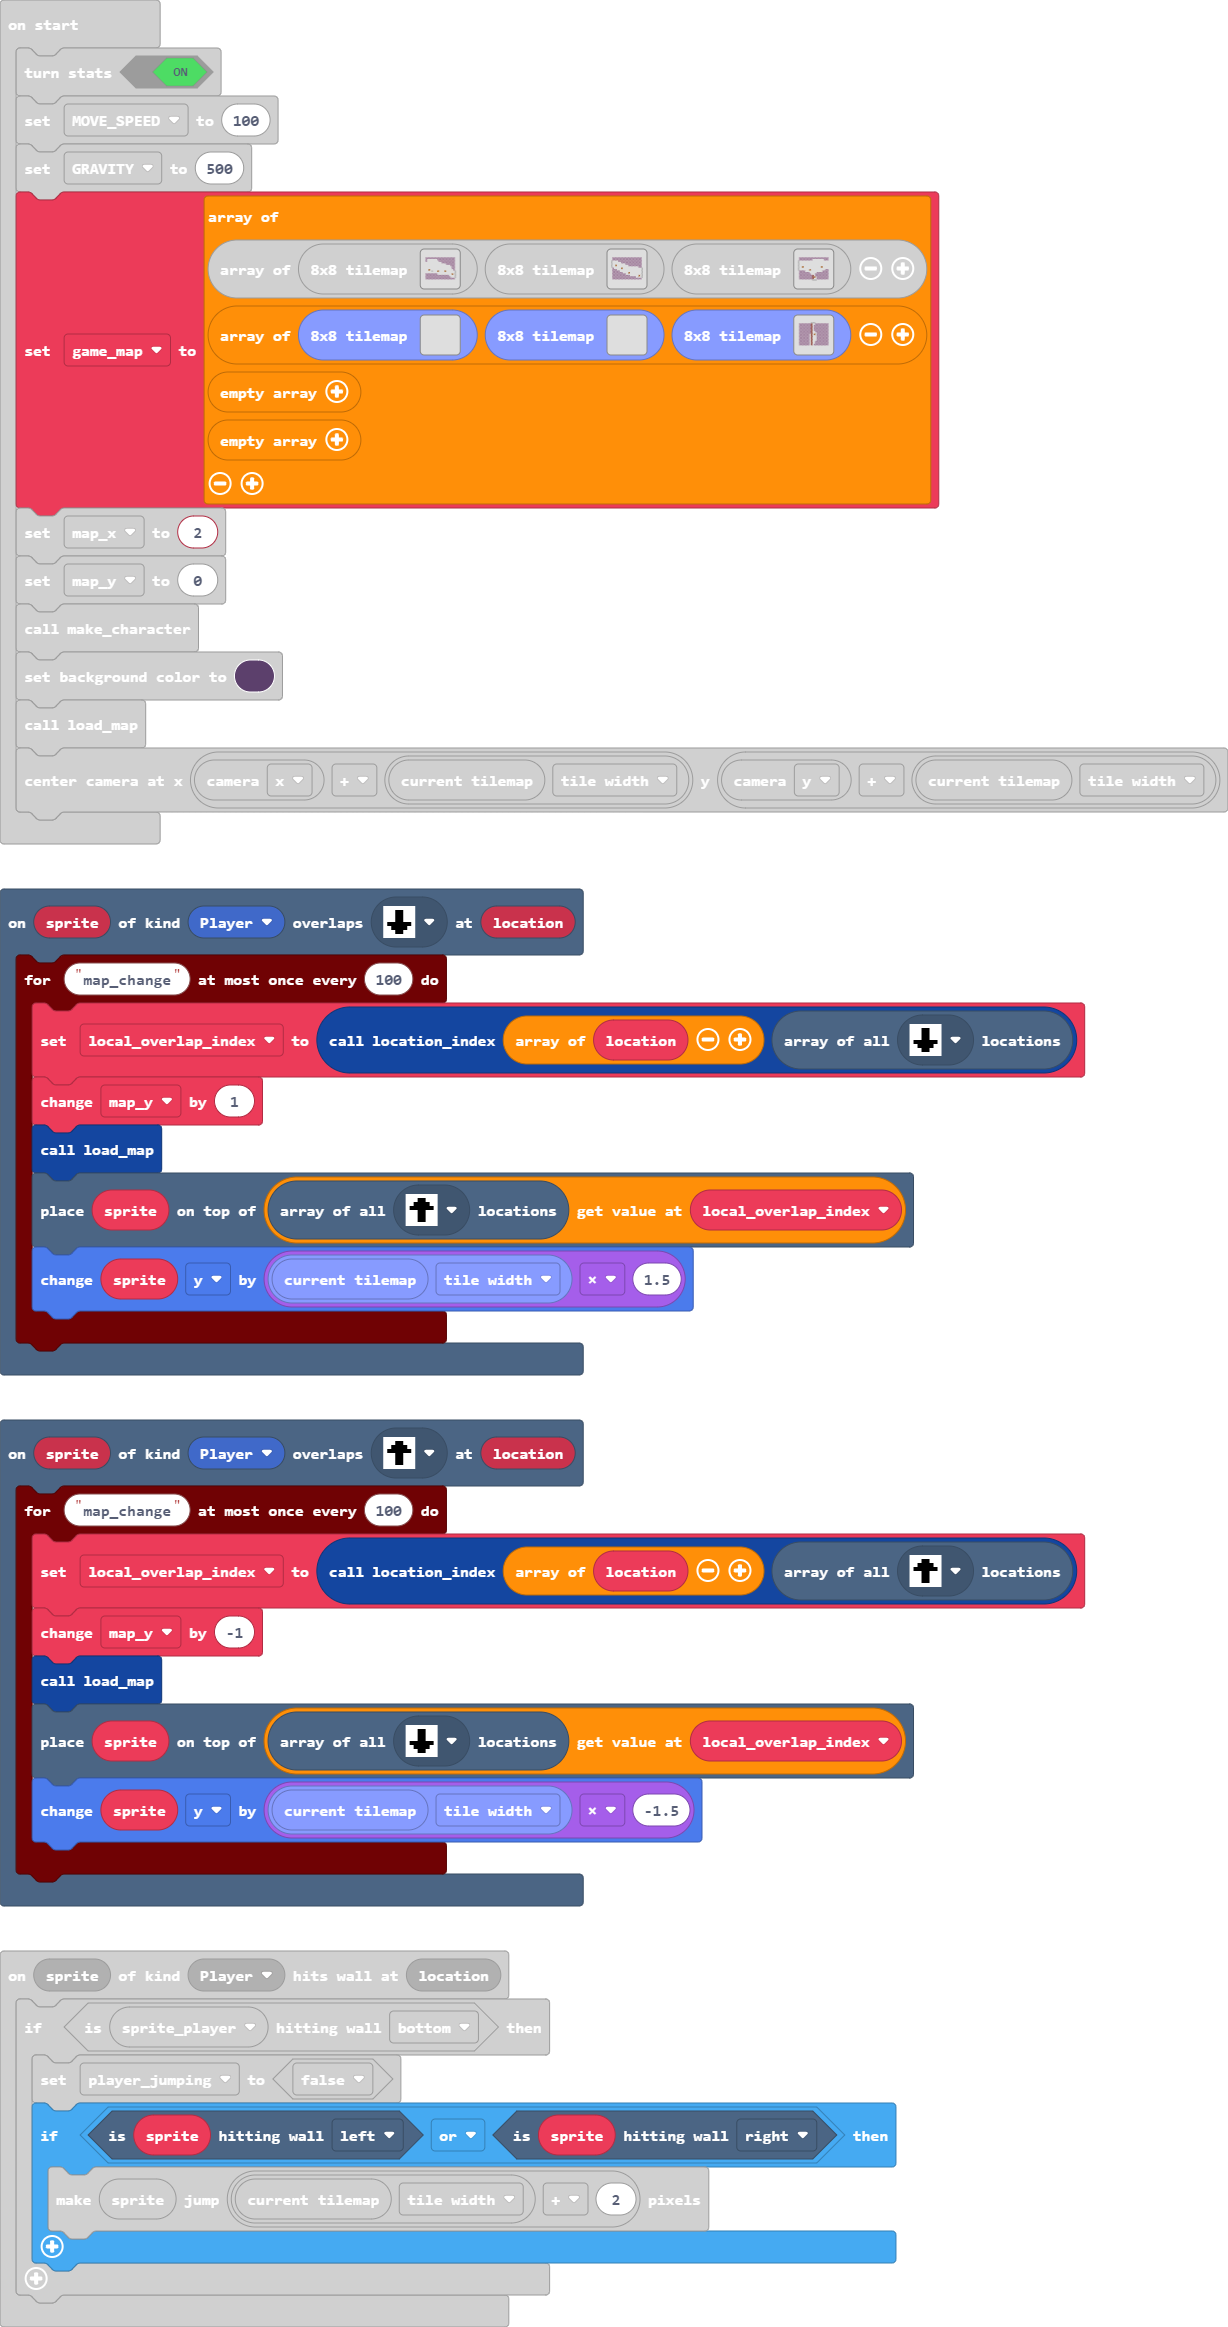 on start
turn stats ON
set MOVE_SPEED to 100
set GRAVITY to 500
array of
array of 8x8 tilemap 8x8 tilemap 8x8 tilemap
array of 8x8 tilemap 8x8 tilemap 8x8 tilemap
set game_map to
empty array
empty array
set map_x to 2
set map_y to 0
call make_character
set background color to
call load_map
center camera at x camera x + current tilemap tile width y camera y + current tilemap tile width
on sprite of kind Player overlaps at location
for "map_change" at most once every 100 do
set local_overlap_index to call location_index array of location array of all locations
change map_y by 1
call load_map
place sprite on top of array of all locations get value at local_overlap_index
change sprite y by current tilemap tile width × 1.5
on sprite of kind Player overlaps at location
for "map_change" at most once every 100 do
set local_overlap_index to call location_index array of location array of all locations
change map_y by -1
call load_map
place sprite on top of array of all locations get value at local_overlap_index
change sprite y by current tilemap tile width × -1.5
on sprite of kind Player hits wall at location
if is sprite_player hitting wall bottom then
set player_jumping to false
if is sprite hitting wall left or is sprite hitting wall right then
make sprite jump current tilemap tile width + 2 pixels